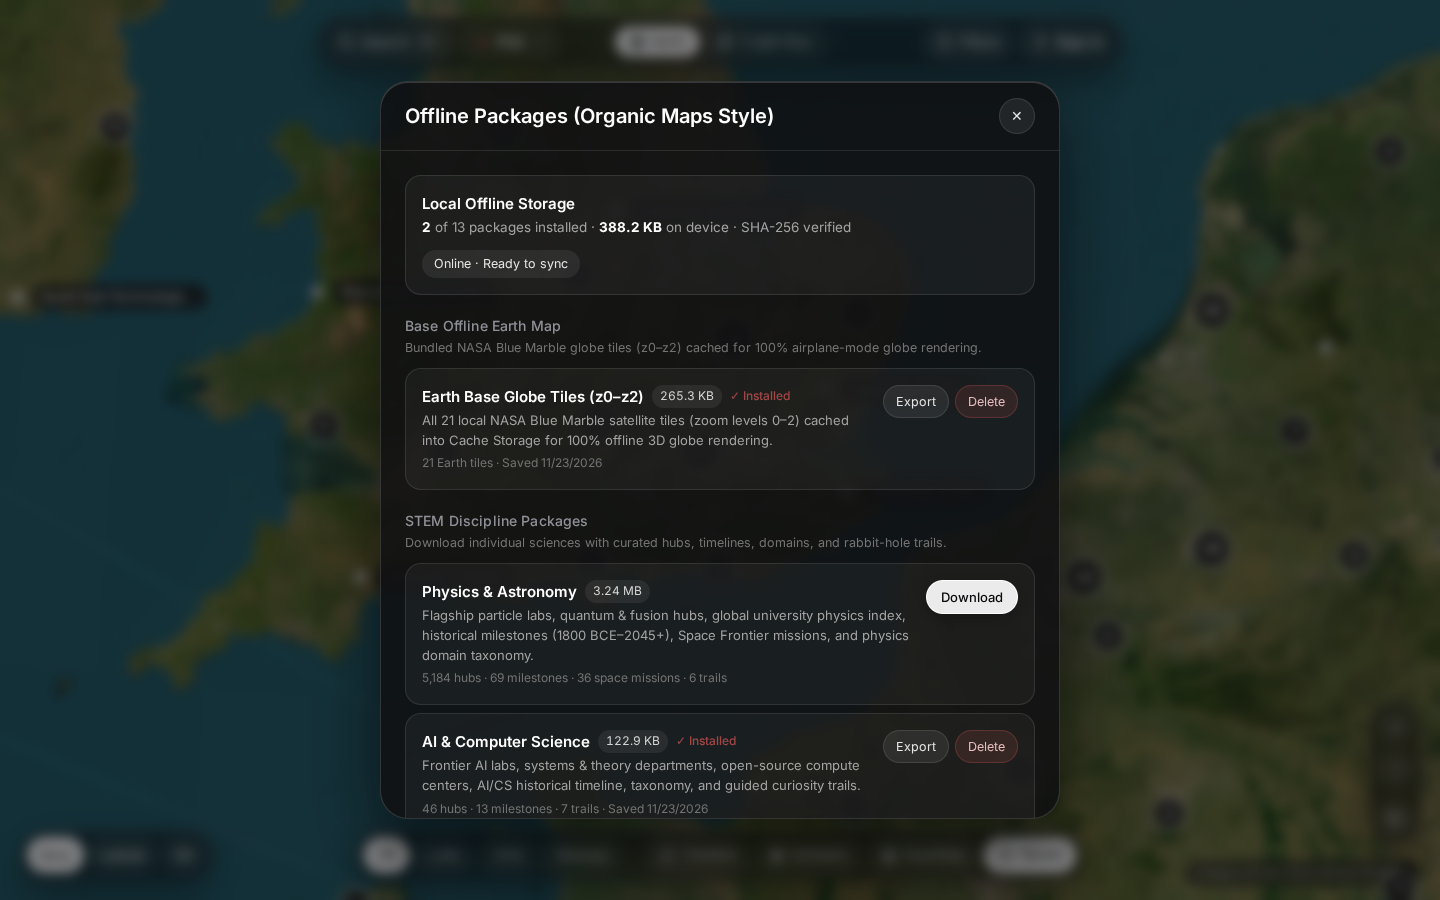 Offline Packages (Organic Maps Style)
Local Offline Storage
2 of 13 packages installed · 388.2 KB on device · SHA-256 verified
Online · Ready to sync
Base Offline Earth Map
Bundled NASA Blue Marble globe tiles (z0–z2) cached for 100% airplane-mode globe rendering.
Earth Base Globe Tiles (z0–z2) 265.3 KB ✓ Installed Export Delete
All 21 local NASA Blue Marble satellite tiles (zoom levels 0–2) cached
into Cache Storage for 100% offline 3D globe rendering.
21 Earth tiles · Saved 11/23/2026
STEM Discipline Packages
Download individual sciences with curated hubs, timelines, domains, and rabbit-hole trails.
Physics & Astronomy 3.24 MB Download
Flagship particle labs, quantum & fusion hubs, global university physics index,
historical milestones (1800 BCE–2045+), Space Frontier missions, and physics
domain taxonomy.
5,184 hubs · 69 milestones · 36 space missions · 6 trails
AI & Computer Science 122.9 KB ✓ Installed Export Delete
Frontier AI labs, systems & theory departments, open-source compute
centers, AI/CS historical timeline, taxonomy, and guided curiosity trails.
46 hubs · 13 milestones · 7 trails · Saved 11/23/2026